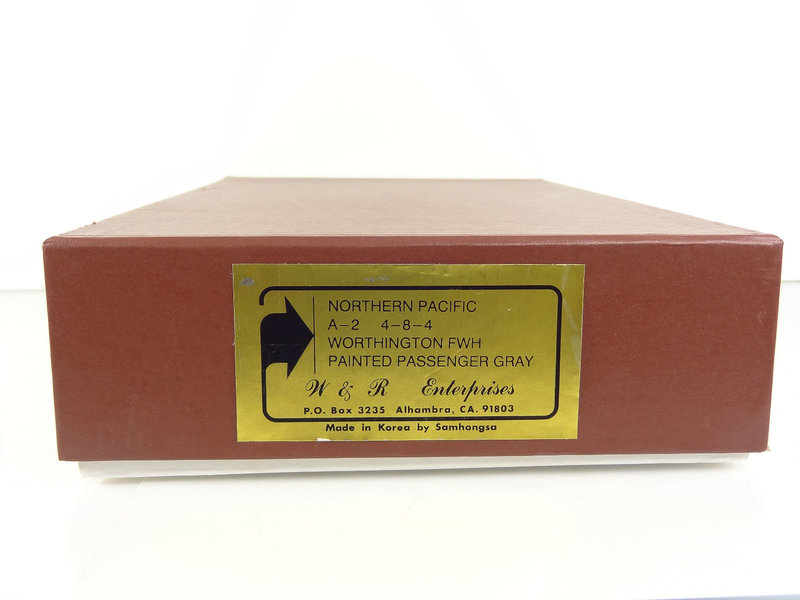 NORTHERN PACIFIC
A-2 4-8-4
WORTHINGTON FWH
PAINTED PASSENGER GRAY
W & R Enterprises
P.O. Box 3235 Alhambra, CA. 91803
Made in Korea by Samhongsa